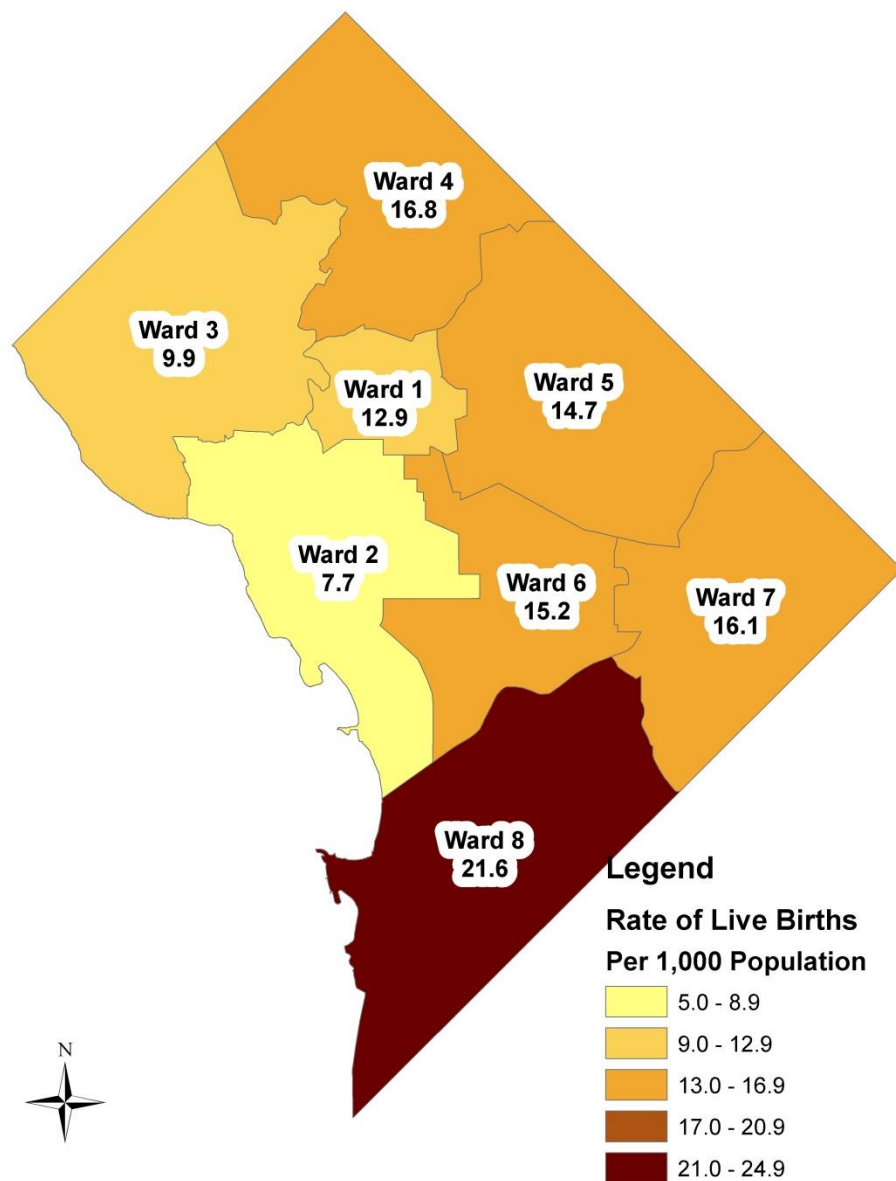 Ward 4
16.8
Ward 3
9.9
Ward 1
12.9
Ward 5
14.7
Ward 2
7.7
Ward 6
15.2
Ward 7
16.1
Ward 8
21.6
Legend
Rate of Live Births
Per 1,000 Population
5.0 - 8.9
9.0 - 12.9
13.0 - 16.9
17.0 - 20.9
21.0 - 24.9
N